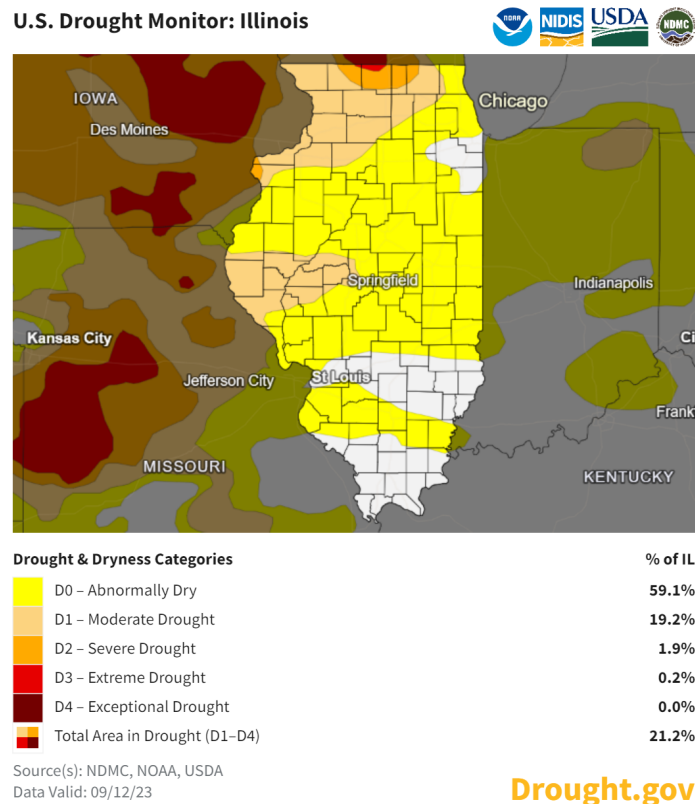 U.S. Drought Monitor: Illinois
NOAA
NIDIS
USDA
NDMC
IOWA
Des Moines
Chicago
Springfield
Indianapolis
Kansas City
Ci
Jefferson City
St Louis
Frank
MISSOURI
KENTUCKY
Drought & Dryness Categories % of IL
D0 – Abnormally Dry 59.1%
D1 – Moderate Drought 19.2%
D2 – Severe Drought 1.9%
D3 – Extreme Drought 0.2%
D4 – Exceptional Drought 0.0%
Total Area in Drought (D1–D4) 21.2%
Source(s): NDMC, NOAA, USDA
Data Valid: 09/12/23
Drought.gov